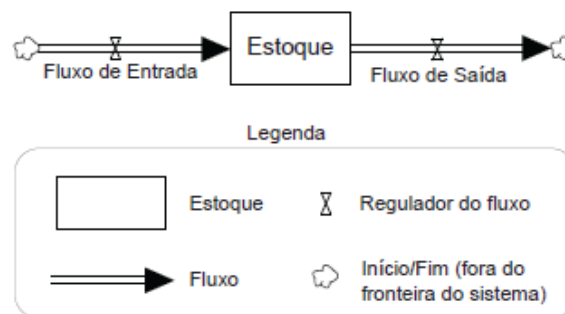 Estoque
Fluxo de Entrada
Fluxo de Saída
Legenda
Estoque
Regulador do fluxo
Fluxo
Início/Fim (fora do
fronteira do sistema)